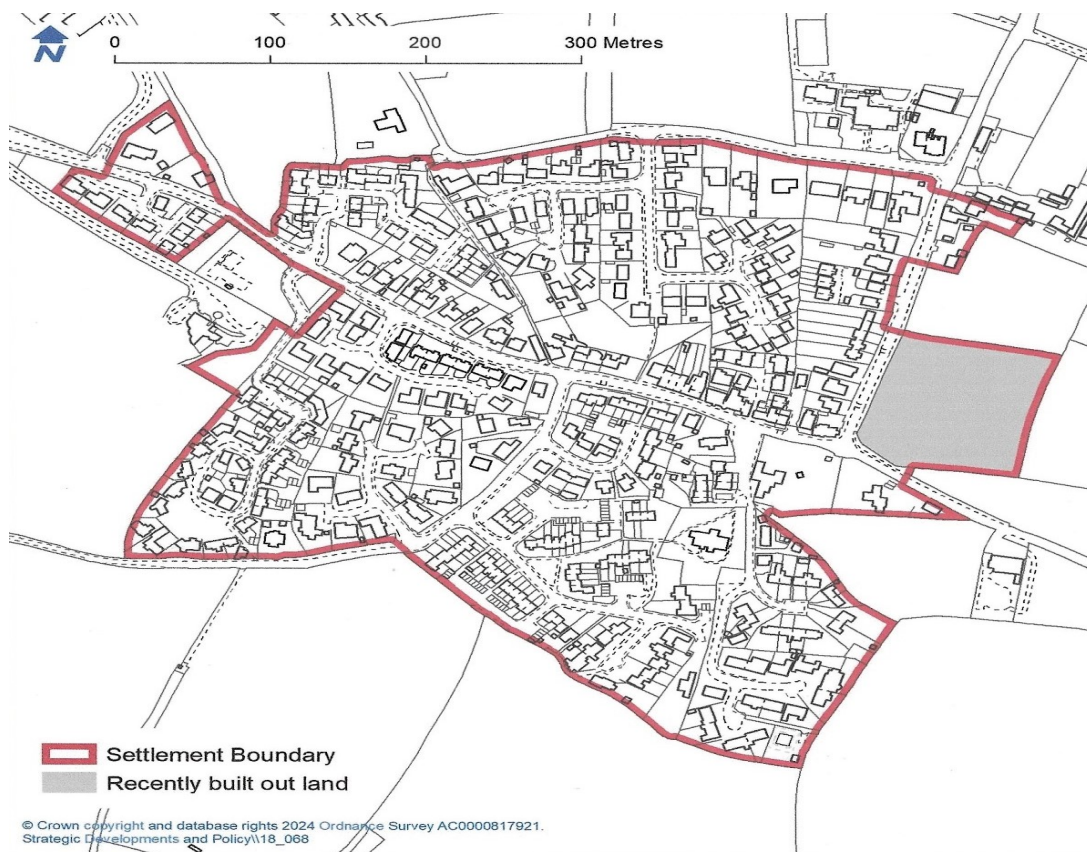 N
0 100 200 300 Metres
Settlement Boundary
Recently built out land
© Crown copyright and database rights 2024 Ordnance Survey AC0000817921.
Strategic Developments and Policy\\18_068